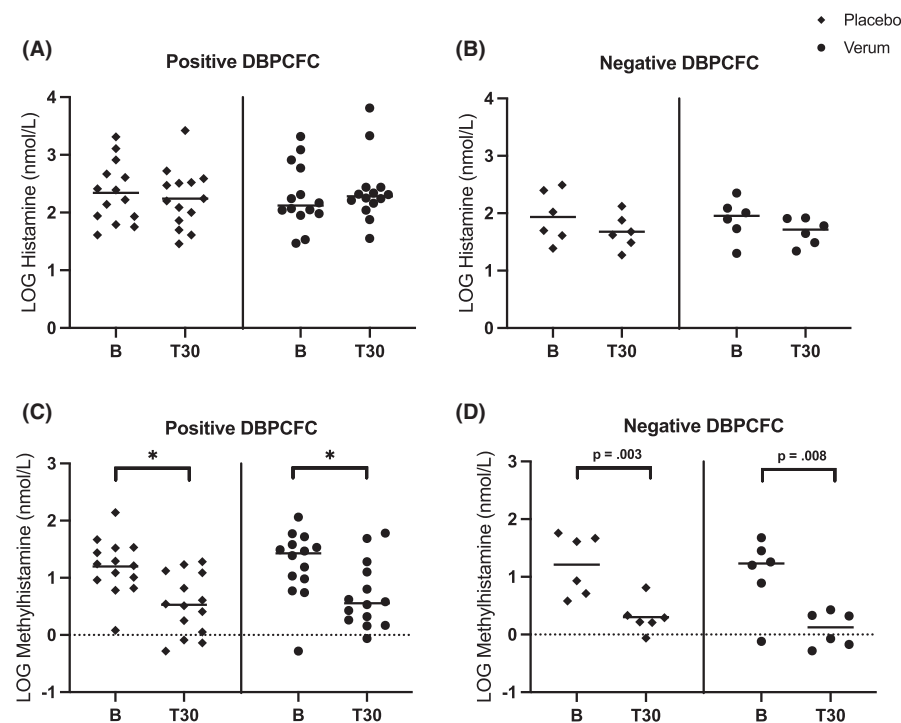 Placebo
Verum
(A)
Positive DBPCFC
LOG Histamine (nmol/L)
4
3
2
1
0
B T30 B T30
(B)
Negative DBPCFC
LOG Histamine (nmol/L)
4
3
2
1
0
B T30 B T30
(C)
Positive DBPCFC
LOG Methylhistamine (nmol/L)
* *
3
2
1
0
-1
B T30 B T30
(D)
Negative DBPCFC
LOG Methylhistamine (nmol/L)
p = .003 p = .008
3
2
1
0
-1
B T30 B T30